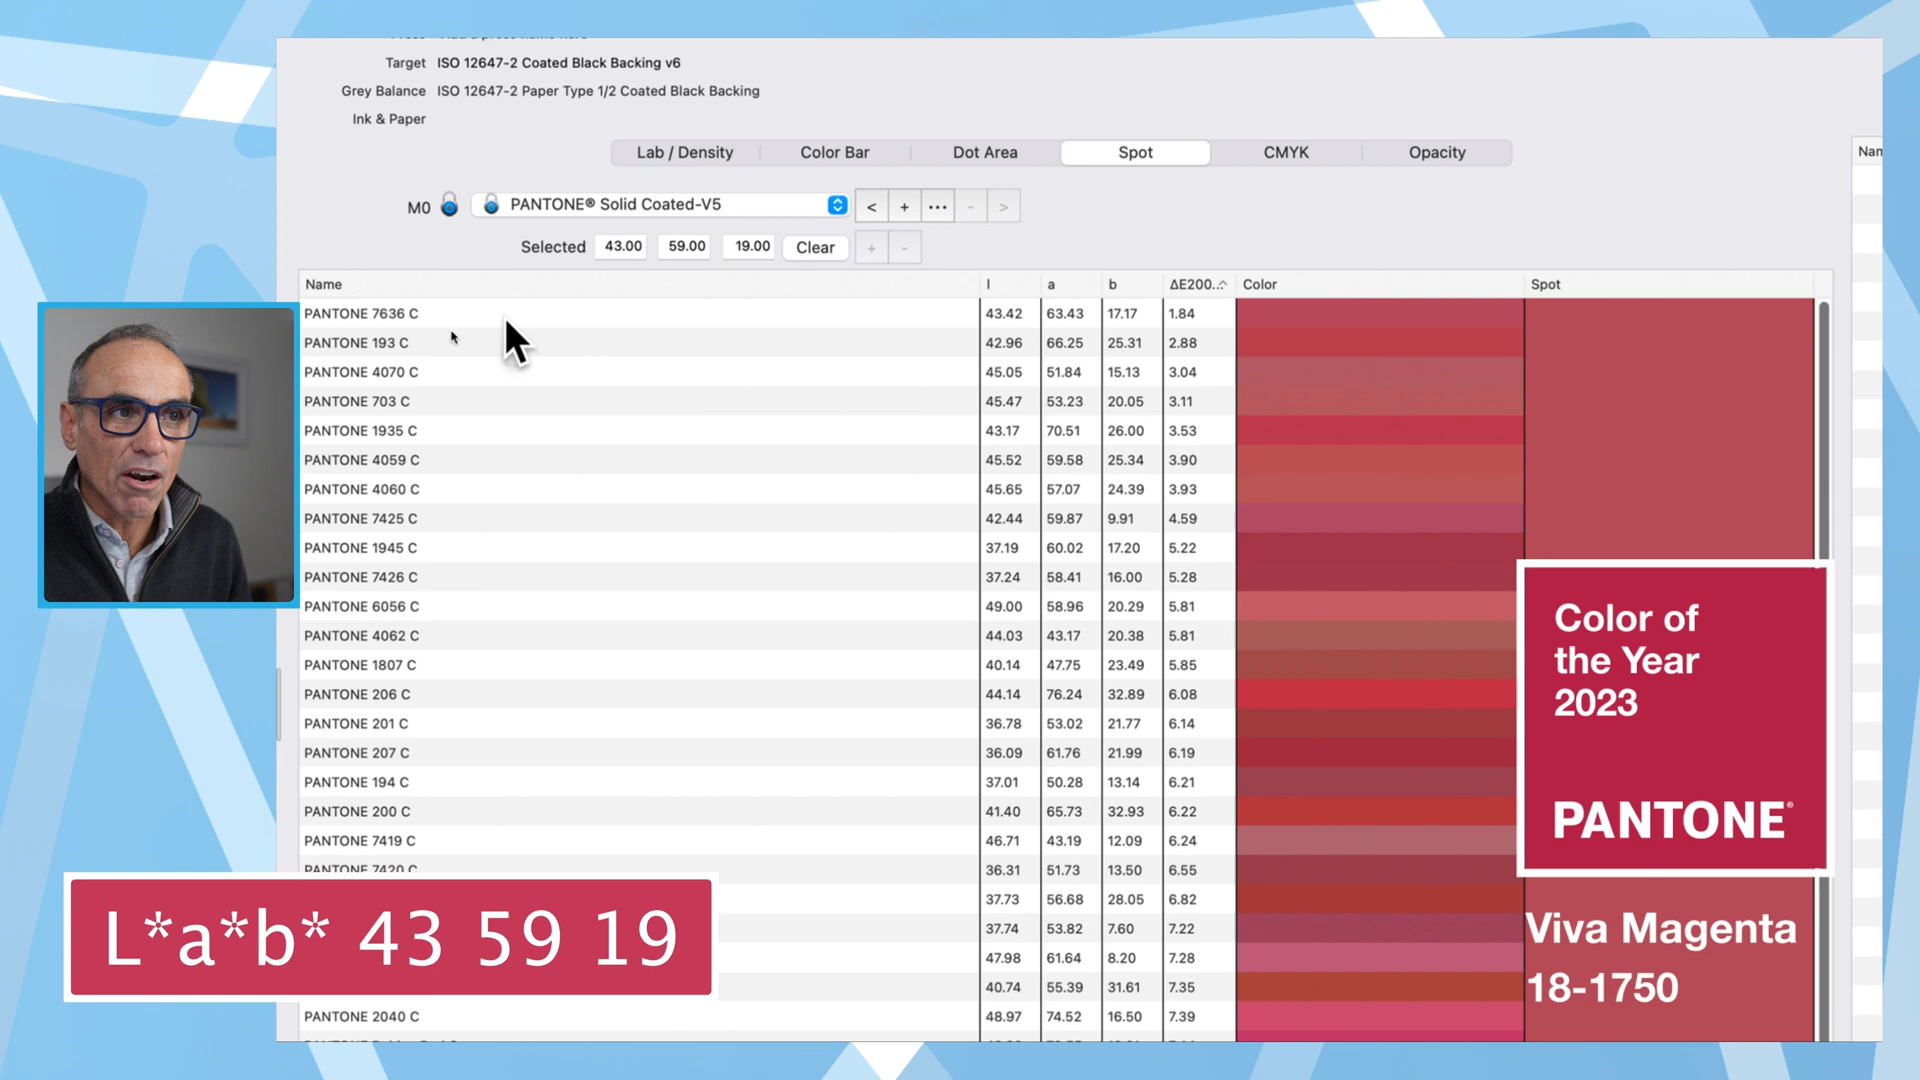 Target ISO 12647-2 Coated Black Backing v6
Grey Balance ISO 12647-2 Paper Type 1/2 Coated Black Backing
Ink & Paper
Lab / Density Color Bar Dot Area Spot CMYK Opacity
M0 PANTONE® Solid Coated-V5 < + ••• - >
Selected 43.00 59.00 19.00 Clear + -
Name l a b ΔE200... Color Spot
PANTONE 7636 C 43.42 63.43 17.17 1.84
PANTONE 193 C 42.96 66.25 25.31 2.88
PANTONE 4070 C 45.05 51.84 15.13 3.04
PANTONE 703 C 45.47 53.23 20.05 3.11
PANTONE 1935 C 43.17 70.51 26.00 3.53
PANTONE 4059 C 45.52 59.58 25.34 3.90
PANTONE 4060 C 45.65 57.07 24.39 3.93
PANTONE 7425 C 42.44 59.87 9.91 4.59
PANTONE 1945 C 37.19 60.02 17.20 5.22
PANTONE 7426 C 37.24 58.41 16.00 5.28
PANTONE 6056 C 49.00 58.96 20.29 5.81
PANTONE 4062 C 44.03 43.17 20.38 5.81
PANTONE 1807 C 40.14 47.75 23.49 5.85
PANTONE 206 C 44.14 76.24 32.89 6.08
PANTONE 201 C 36.78 53.02 21.77 6.14
PANTONE 207 C 36.09 61.76 21.99 6.19
PANTONE 194 C 37.01 50.28 13.14 6.21
PANTONE 200 C 41.40 65.73 32.93 6.22
PANTONE 7419 C 46.71 43.19 12.09 6.24
PANTONE 7420 C 36.31 51.73 13.50 6.55
37.73 56.68 28.05 6.82
37.74 53.82 7.60 7.22
47.98 61.64 8.20 7.28
40.74 55.39 31.61 7.35
PANTONE 2040 C 48.97 74.52 16.50 7.39
L*a*b* 43 59 19
Color of
the Year
2023
PANTONE®
Viva Magenta
18-1750